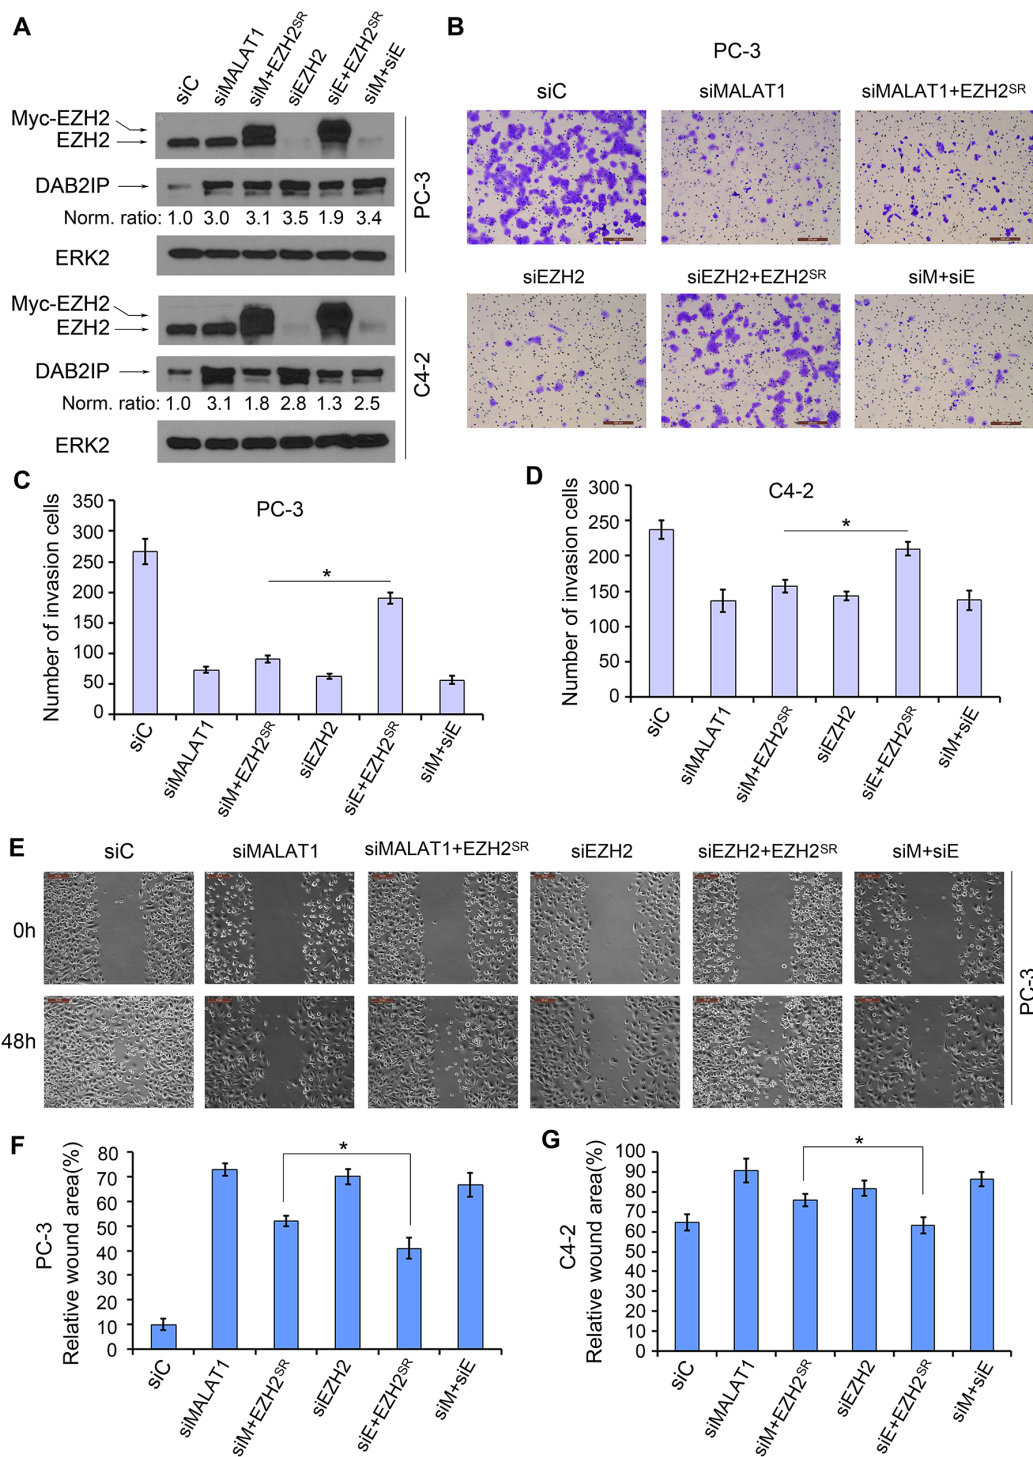 A
siC
siMALAT1
siM+EZH2SR
siEZH2
siE+EZH2SR
siM+siE
Myc-EZH2
EZH2
DAB2IP
Norm. ratio: 1.0 3.0 3.1 3.5 1.9 3.4
ERK2
PC-3
Myc-EZH2
EZH2
DAB2IP
Norm. ratio: 1.0 3.1 1.8 2.8 1.3 2.5
ERK2
C4-2
B
PC-3
siC siMALAT1 siMALAT1+EZH2SR
siEZH2 siEZH2+EZH2SR siM+siE
C
PC-3
Number of invasion cells
350
300
250
200
150
100
50
0
*
siC
siMALAT1
siM+EZH2SR
siEZH2
siE+EZH2SR
siM+siE
D
C4-2
Number of invasion cells
300
250
200
150
100
50
0
*
siC
siMALAT1
siM+EZH2SR
siEZH2
siE+EZH2SR
siM+siE
E
siC siMALAT1 siMALAT1+EZH2SR siEZH2 siEZH2+EZH2SR siM+siE
0h
48h
PC-3
F
PC-3
Relative wound area(%)
80
70
60
50
40
30
20
10
0
*
siC
siMALAT1
siM+EZH2SR
siEZH2
siE+EZH2SR
siM+siE
G
C4-2
Relative wound area(%)
100
90
80
70
60
50
40
30
20
10
0
*
siC
siMALAT1
siM+EZH2SR
siEZH2
siE+EZH2SR
siM+siE